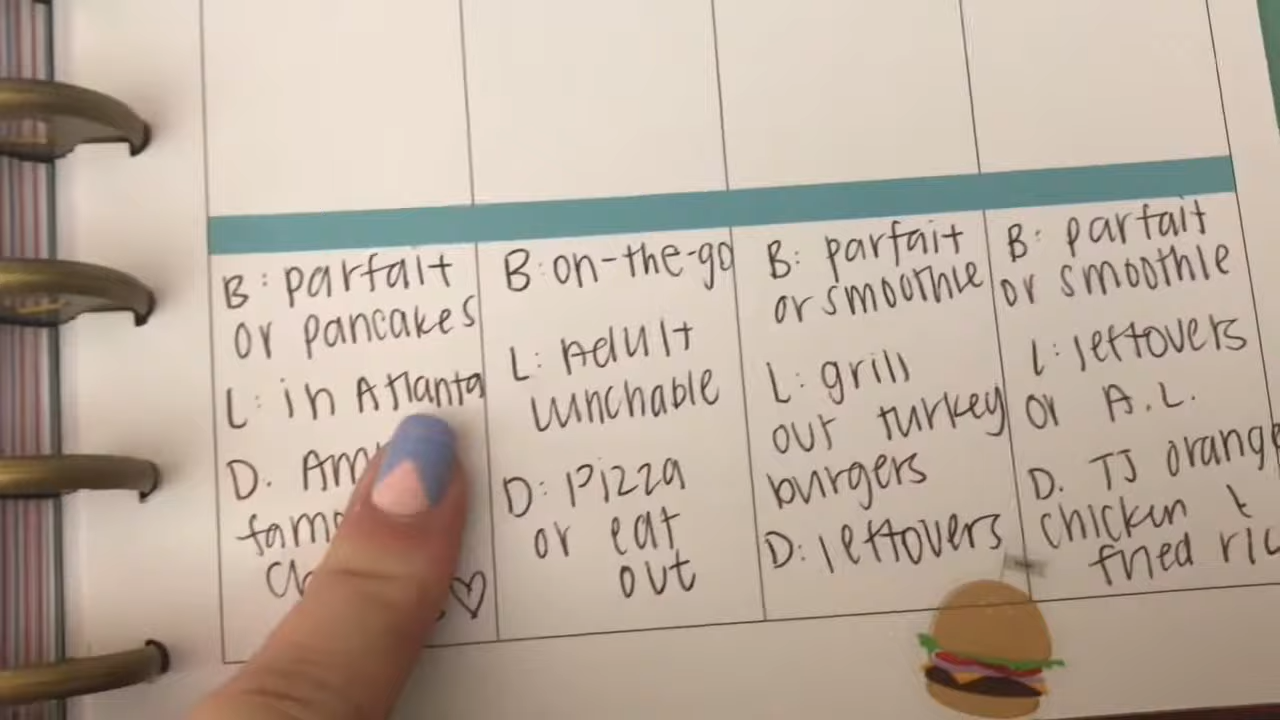 B: parfait
or pancakes
L: in Atlanta
D.
B: on-the-go
L: Adult
Lunchable
D: Pizza
or eat
out
B: parfait
or smoothie
L: grill
out turkey
burgers
D: leftovers
B: parfait
or smoothie
L: leftovers
or A.L.
D. TJ orange
chicken &
fried ric